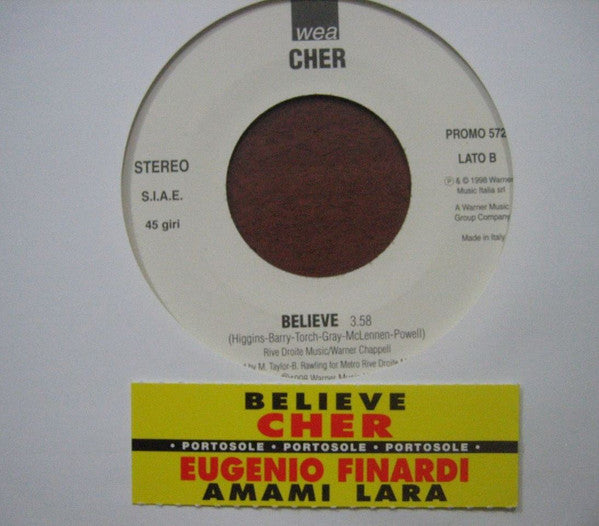 wea
CHER
STEREO
S.I.A.E.
45 giri
PROMO 572
LATO B
℗ & © 1998 Warner
Music Italia srl
A Warner Music
Group Company
Made in Italy
BELIEVE 3.58
(Higgins-Barry-Torch-Gray-McLennen-Powell)
Rive Droite Music/Warner Chappell
by M. Taylor-B. Rawling for Metro Rive Droite
1998 Warner
BELIEVE
CHER
• PORTOSOLE • PORTOSOLE • PORTOSOLE •
EUGENIO FINARDI
AMAMI LARA